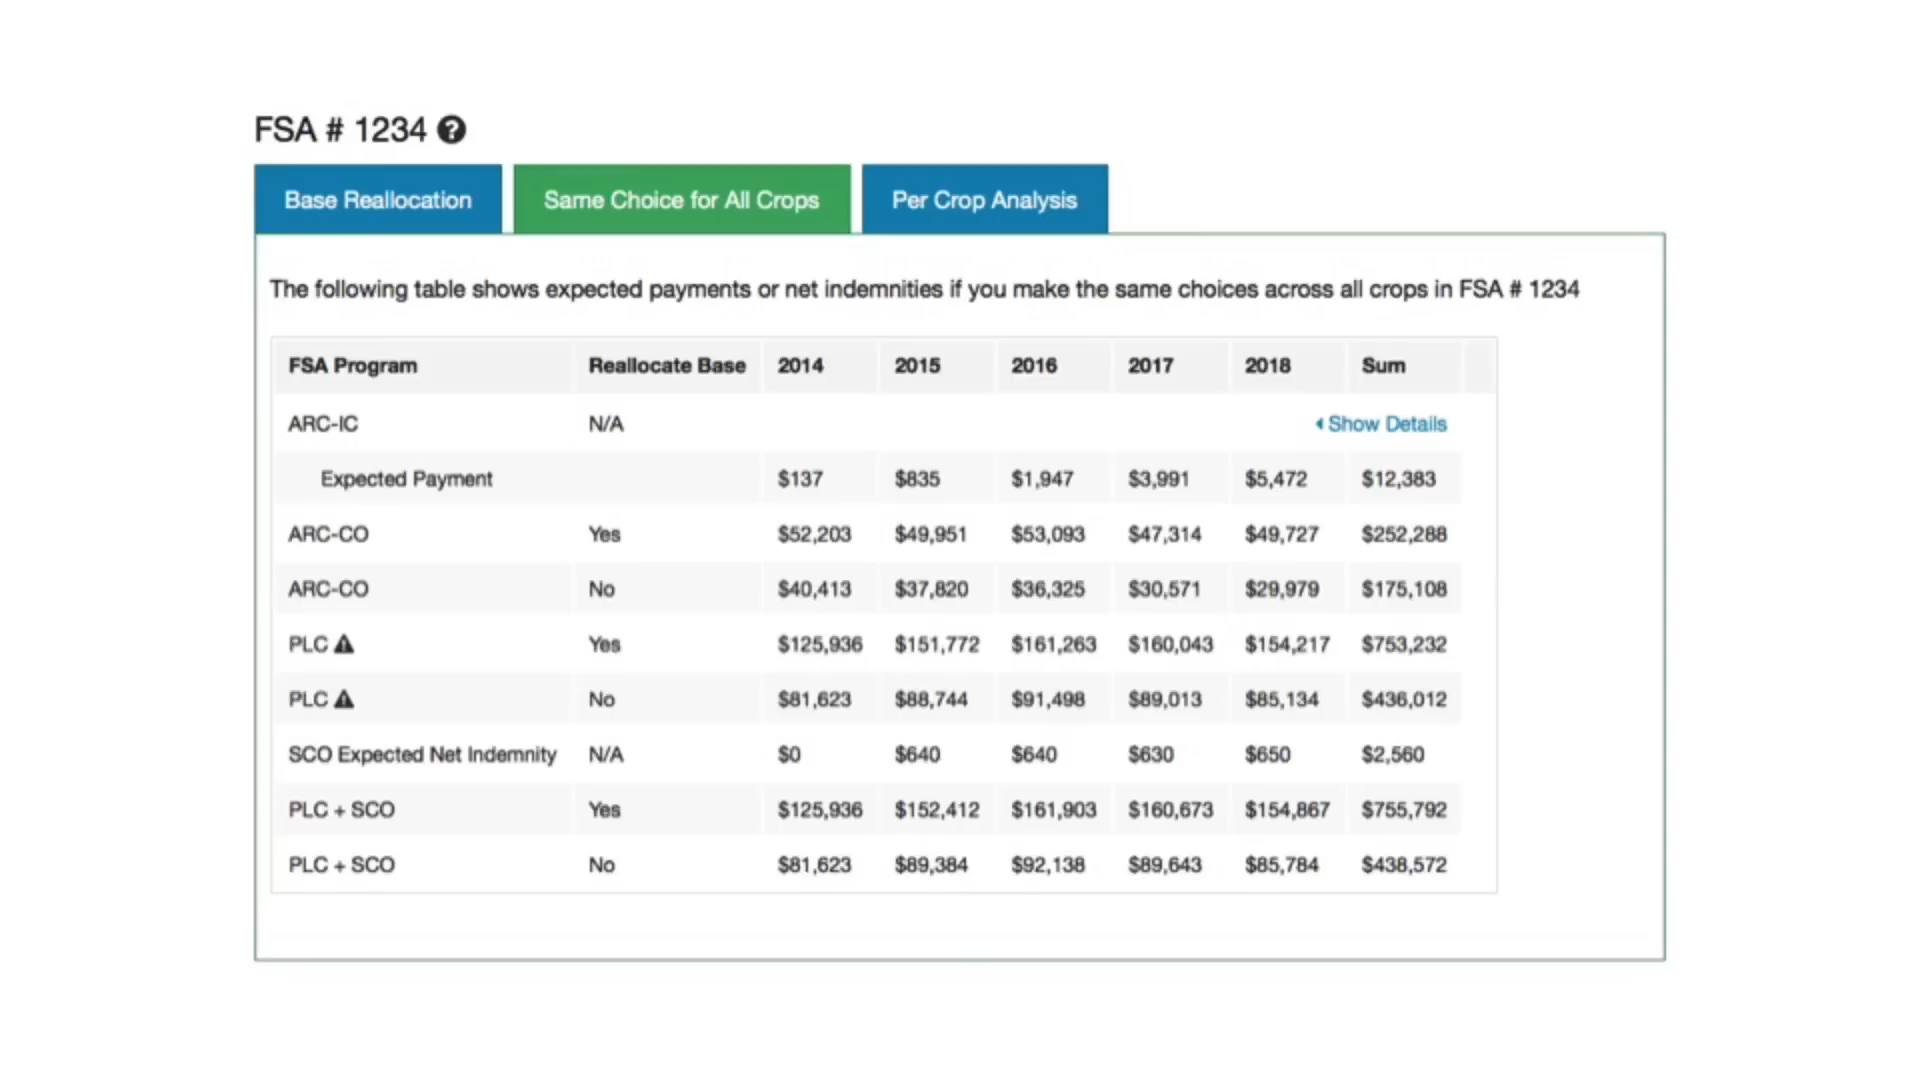 FSA # 1234
Base Reallocation Same Choice for All Crops Per Crop Analysis
The following table shows expected payments or net indemnities if you make the same choices across all crops in FSA # 1234
FSA Program Reallocate Base 2014 2015 2016 2017 2018 Sum
ARC-IC N/A Show Details
Expected Payment $137 $835 $1,947 $3,991 $5,472 $12,383
ARC-CO Yes $52,203 $49,951 $53,093 $47,314 $49,727 $252,288
ARC-CO No $40,413 $37,820 $36,325 $30,571 $29,979 $175,108
PLC Yes $125,936 $151,772 $161,263 $160,043 $154,217 $753,232
PLC No $81,623 $88,744 $91,498 $89,013 $85,134 $436,012
SCO Expected Net Indemnity N/A $0 $640 $640 $630 $650 $2,560
PLC + SCO Yes $125,936 $152,412 $161,903 $160,673 $154,867 $755,792
PLC + SCO No $81,623 $89,384 $92,138 $89,643 $85,784 $438,572